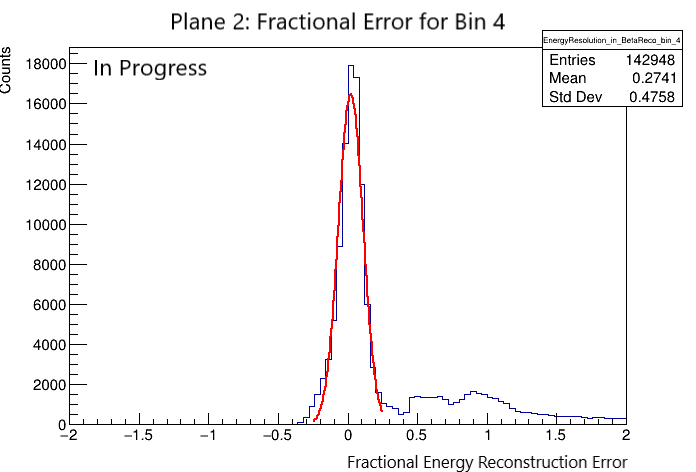 Plane 2: Fractional Error for Bin 4
EnergyResolution_in_BetaReco_bin_4
Entries 142948
Mean 0.2741
Std Dev 0.4758
In Progress
Counts
18000
16000
14000
12000
10000
8000
6000
4000
2000
0
−2 −1.5 −1 −0.5 0 0.5 1 1.5 2
Fractional Energy Reconstruction Error